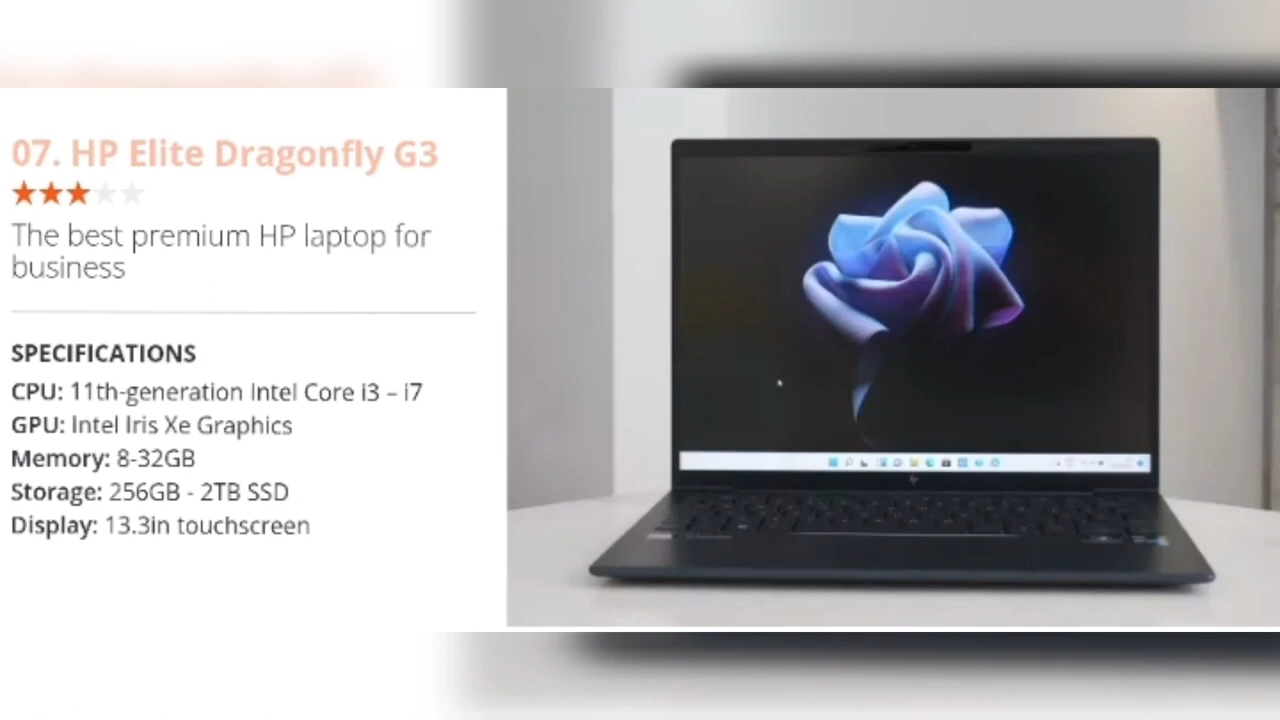 07. HP Elite Dragonfly G3
The best premium HP laptop for
business
SPECIFICATIONS
CPU: 11th-generation Intel Core i3 – i7
GPU: Intel Iris Xe Graphics
Memory: 8-32GB
Storage: 256GB - 2TB SSD
Display: 13.3in touchscreen